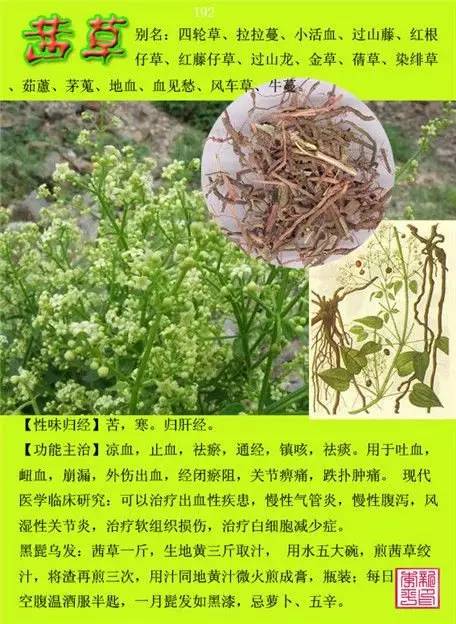 192
茜草
别名：四轮草、拉拉蔓、小活血、过山藤、红根
仔草、红藤仔草、过山龙、金草、蒨草、染绯草
、茹藘、茅蒐、地血、血见愁、风车草、牛蔓。
【性味归经】苦，寒。归肝经。
【功能主治】凉血，止血，祛瘀，通经，镇咳，祛痰。用于吐血，
衄血，崩漏，外伤出血，经闭瘀阻，关节痹痛，跌扑肿痛。 现代
医学临床研究：可以治疗出血性疾患，慢性气管炎，慢性腹泻，风
湿性关节炎，治疗软组织损伤，治疗白细胞减少症。
黑髭乌发：茜草一斤，生地黄三斤取汁， 用水五大碗，煎茜草绞
汁，将渣再煎三次，用汁同地黄汁微火煎成膏，瓶装；每日
空腹温酒服半匙，一月髭发如黑漆，忌萝卜、五辛。